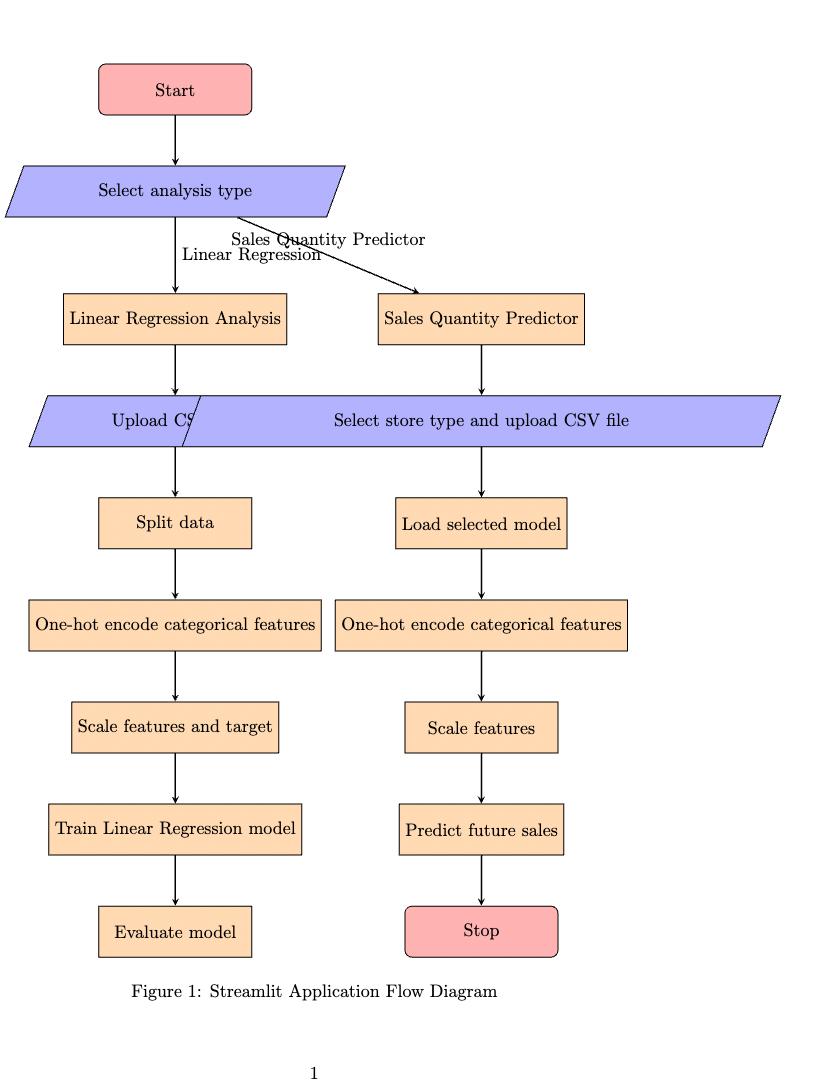 Start
Select analysis type
Sales Quantity Predictor
Linear Regression
Linear Regression Analysis
Sales Quantity Predictor
Upload CS
Select store type and upload CSV file
Split data
Load selected model
One-hot encode categorical features
One-hot encode categorical features
Scale features and target
Scale features
Train Linear Regression model
Predict future sales
Evaluate model
Stop
Figure 1: Streamlit Application Flow Diagram
1